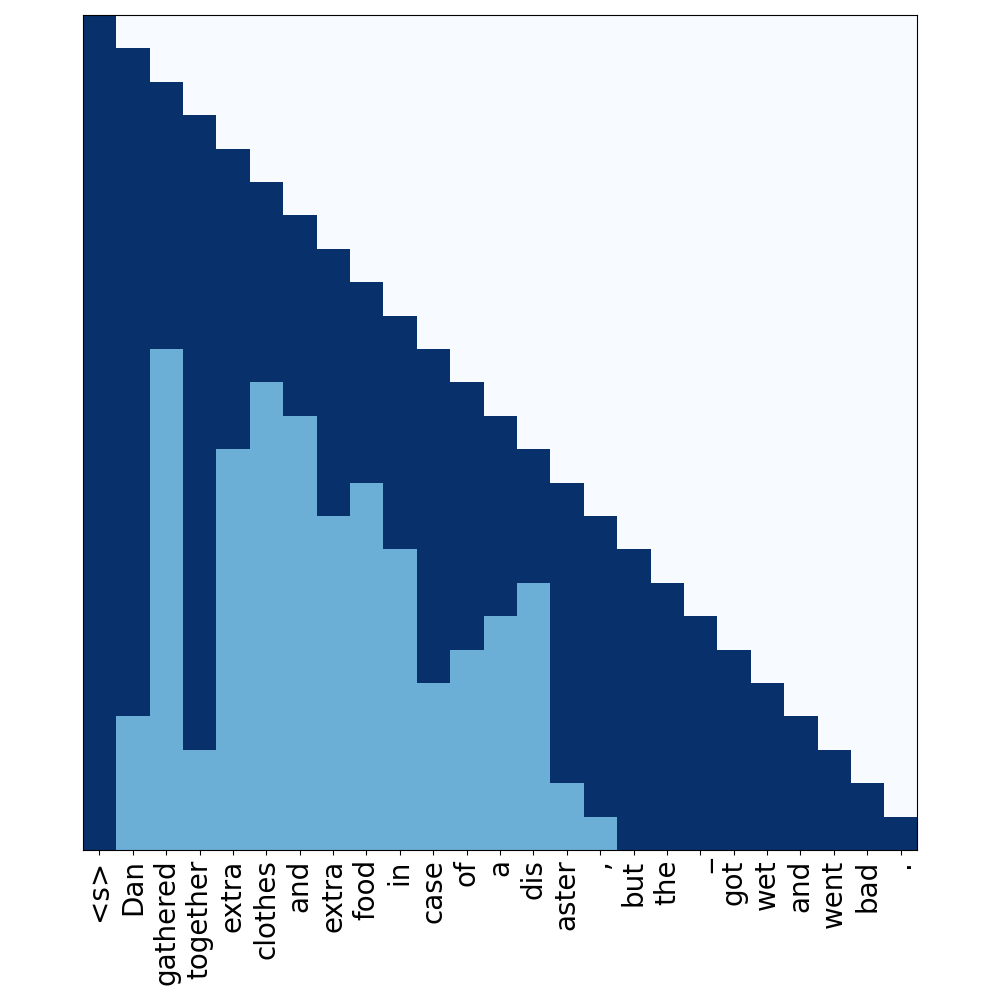 <s> Dan gathered together extra clothes and extra food in case of a dis aster , but the _ got wet and went bad .